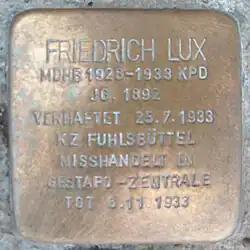 FRIEDRICH LUX
MDHB 1928-1933 KPD
JG. 1892
VERHAFTET 25.7.1933
KZ FUHLSBÜTTEL
MISSHANDELT IN
GESTAPO-ZENTRALE
TOT 6.11.1933